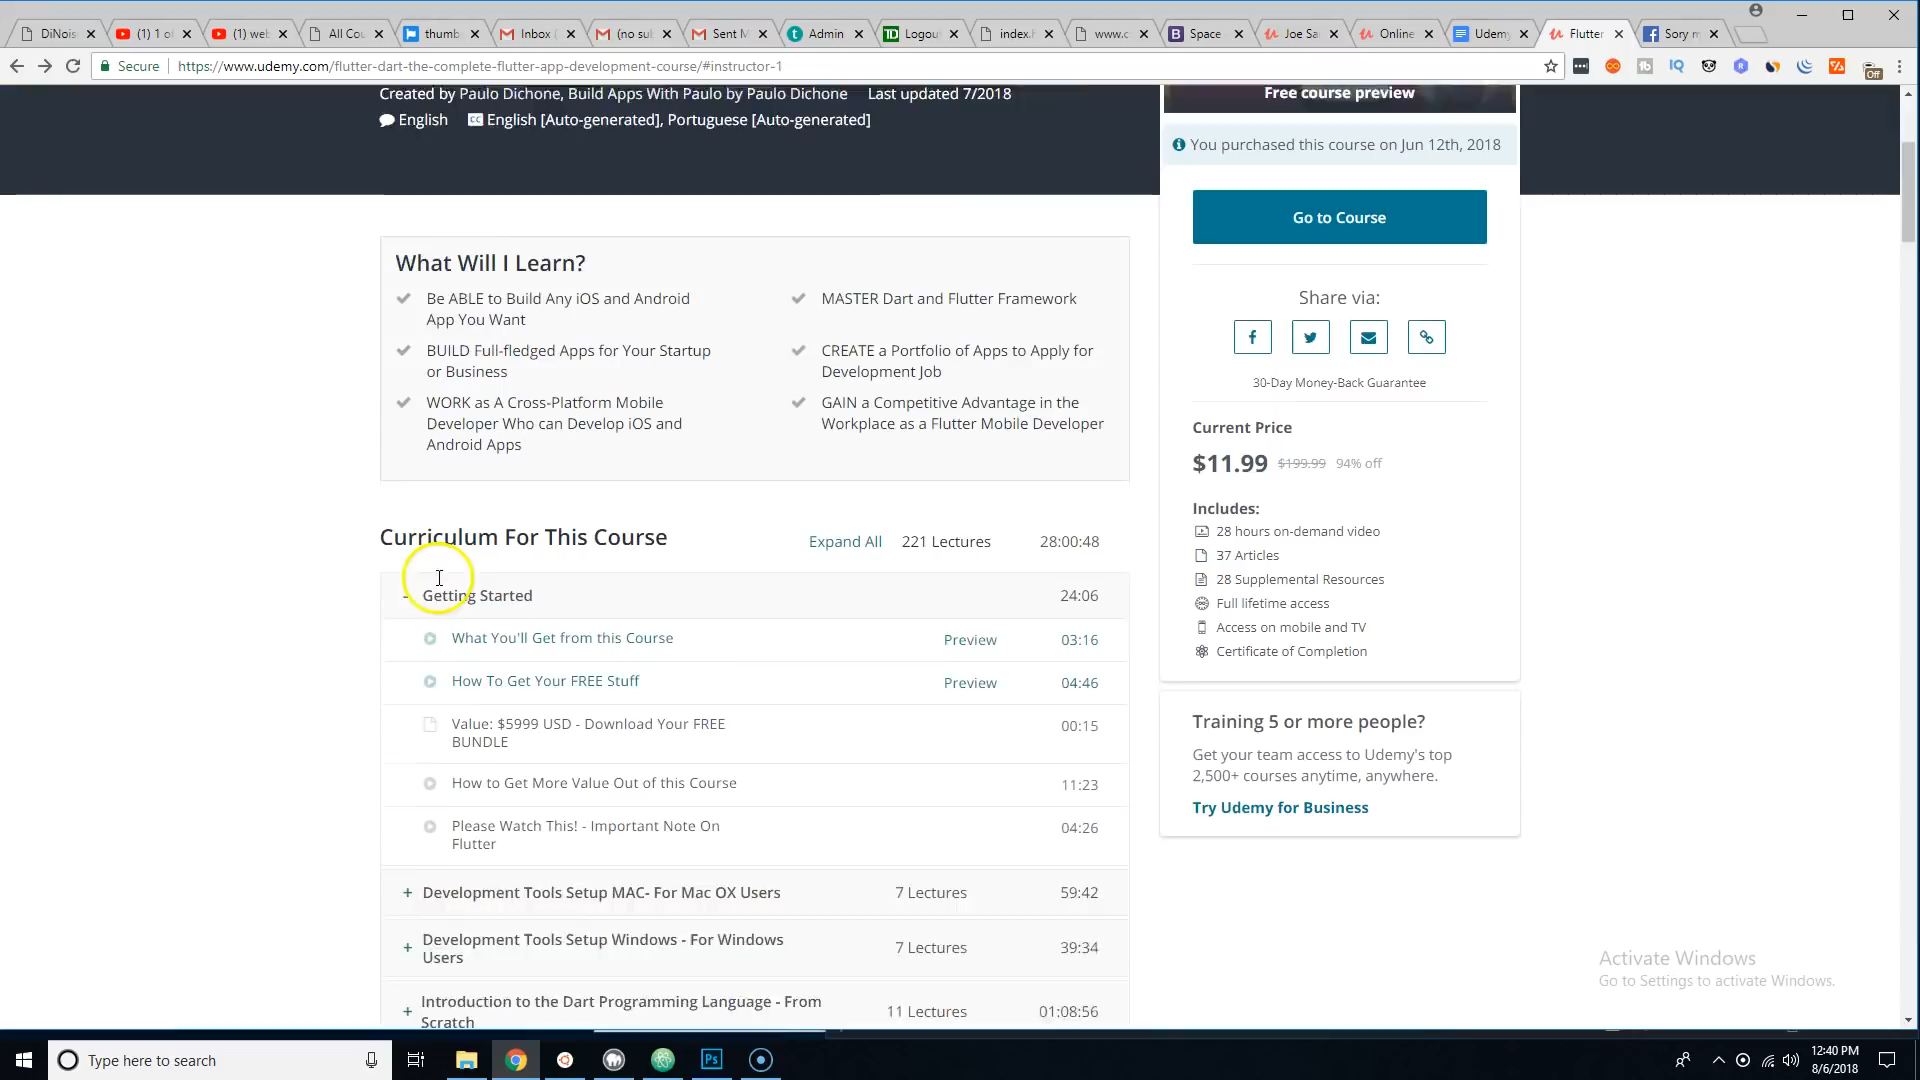 DiNois
(1) 1 of
(1) web
All Cou
thumb
Inbox (
(no sub
Sent M
Admin
Logou
index.h
www.c
Space
Joe Sa
Online
Udemy
Flutter
Sory m
Secure
https://www.udemy.com/flutter-dart-the-complete-flutter-app-development-course/#instructor-1
Off
Created by Paulo Dichone, Build Apps With Paulo by Paulo Dichone Last updated 7/2018
English English [Auto-generated], Portuguese [Auto-generated]
Free course preview
You purchased this course on Jun 12th, 2018
Go to Course
Share via:
30-Day Money-Back Guarantee
Current Price
$11.99 $199.99 94% off
Includes:
28 hours on-demand video
37 Articles
28 Supplemental Resources
Full lifetime access
Access on mobile and TV
Certificate of Completion
Training 5 or more people?
Get your team access to Udemy's top
2,500+ courses anytime, anywhere.
Try Udemy for Business
What Will I Learn?
Be ABLE to Build Any iOS and Android
App You Want
BUILD Full-fledged Apps for Your Startup
or Business
WORK as A Cross-Platform Mobile
Developer Who can Develop iOS and
Android Apps
MASTER Dart and Flutter Framework
CREATE a Portfolio of Apps to Apply for
Development Job
GAIN a Competitive Advantage in the
Workplace as a Flutter Mobile Developer
Curriculum For This Course Expand All 221 Lectures 28:00:48
- Getting Started 24:06
What You'll Get from this Course Preview 03:16
How To Get Your FREE Stuff Preview 04:46
Value: $5999 USD - Download Your FREE
BUNDLE 00:15
How to Get More Value Out of this Course 11:23
Please Watch This! - Important Note On
Flutter 04:26
+ Development Tools Setup MAC- For Mac OX Users 7 Lectures 59:42
+ Development Tools Setup Windows - For Windows
Users 7 Lectures 39:34
+ Introduction to the Dart Programming Language - From
Scratch 11 Lectures 01:08:56
Activate Windows
Go to Settings to activate Windows.
Type here to search
12:40 PM
8/6/2018